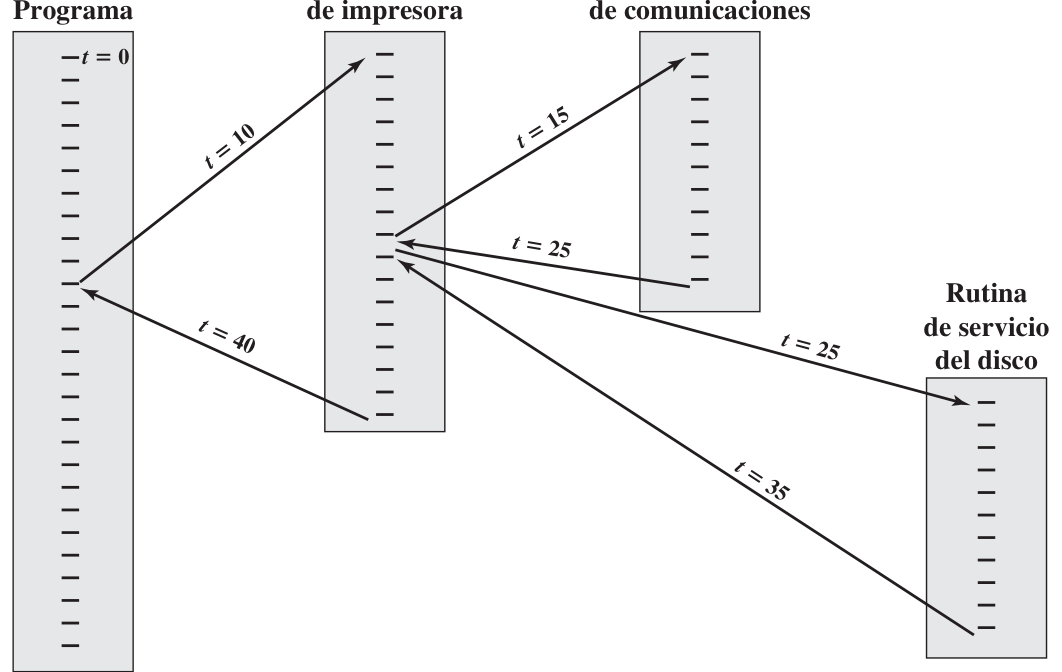 Programa
de impresora
de comunicaciones
t = 0
t = 10
t = 15
t = 25
t = 25
t = 40
t = 35
Rutina
de servicio
del disco